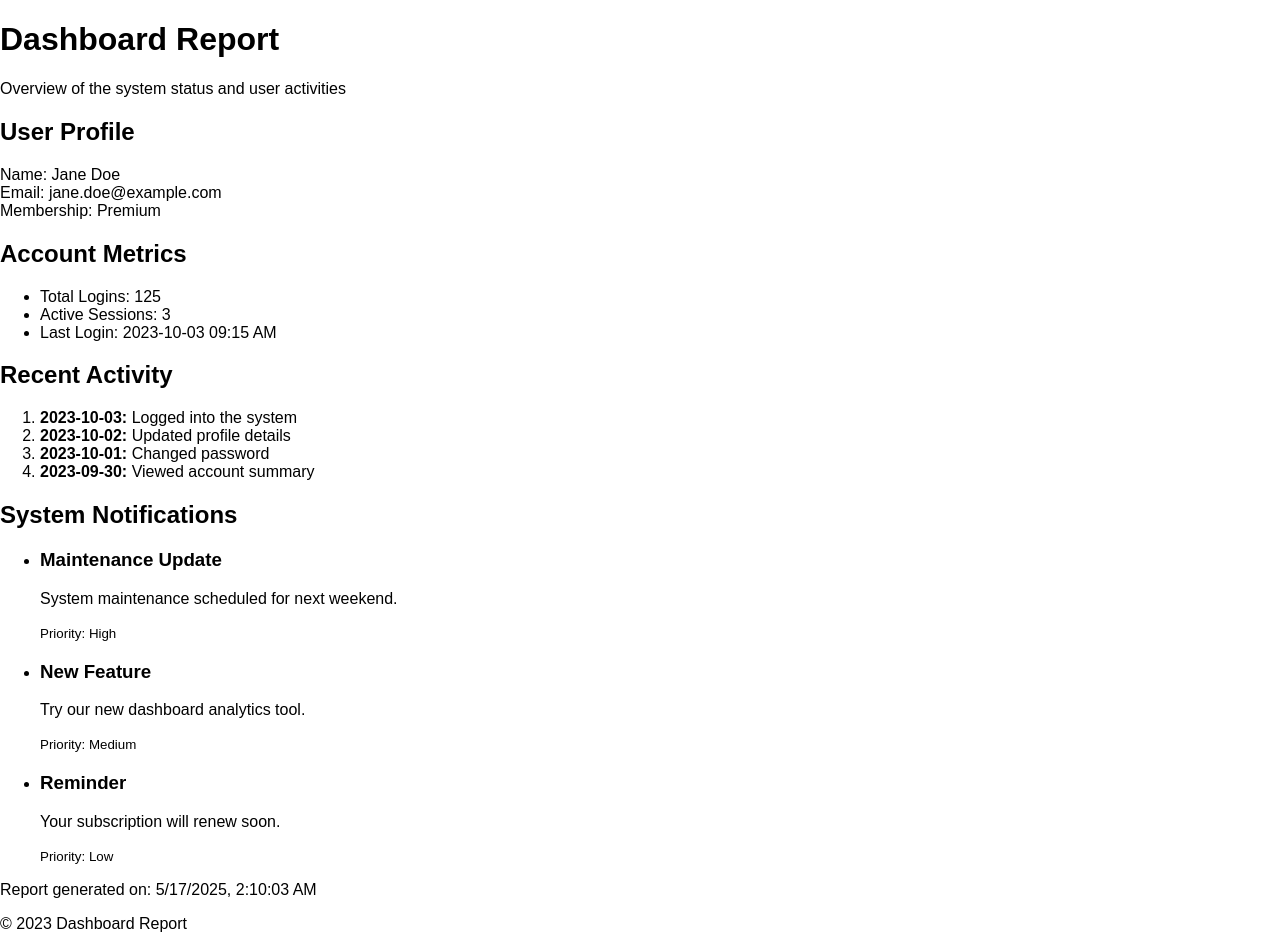 Dashboard Report
Overview of the system status and user activities
User Profile
Name: Jane Doe
Email: jane.doe@example.com
Membership: Premium
Account Metrics
• Total Logins: 125
• Active Sessions: 3
• Last Login: 2023-10-03 09:15 AM
Recent Activity
1. 2023-10-03: Logged into the system
2. 2023-10-02: Updated profile details
3. 2023-10-01: Changed password
4. 2023-09-30: Viewed account summary
System Notifications
• Maintenance Update
System maintenance scheduled for next weekend.
Priority: High
• New Feature
Try our new dashboard analytics tool.
Priority: Medium
• Reminder
Your subscription will renew soon.
Priority: Low
Report generated on: 5/17/2025, 2:10:03 AM
© 2023 Dashboard Report